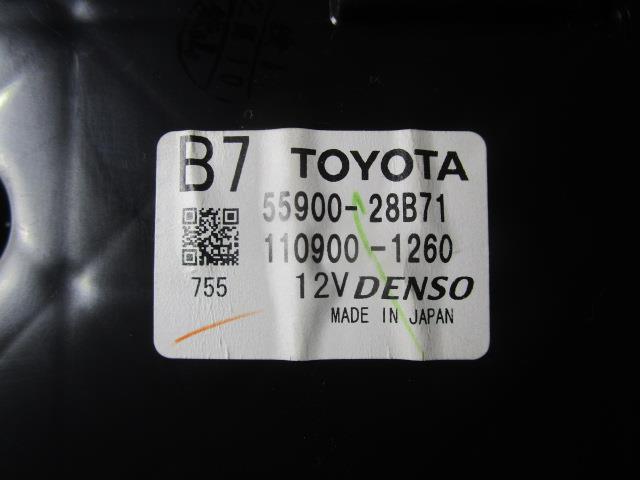 B7 TOYOTA
55900-28B71
110900-1260
755 12V DENSO
MADE IN JAPAN